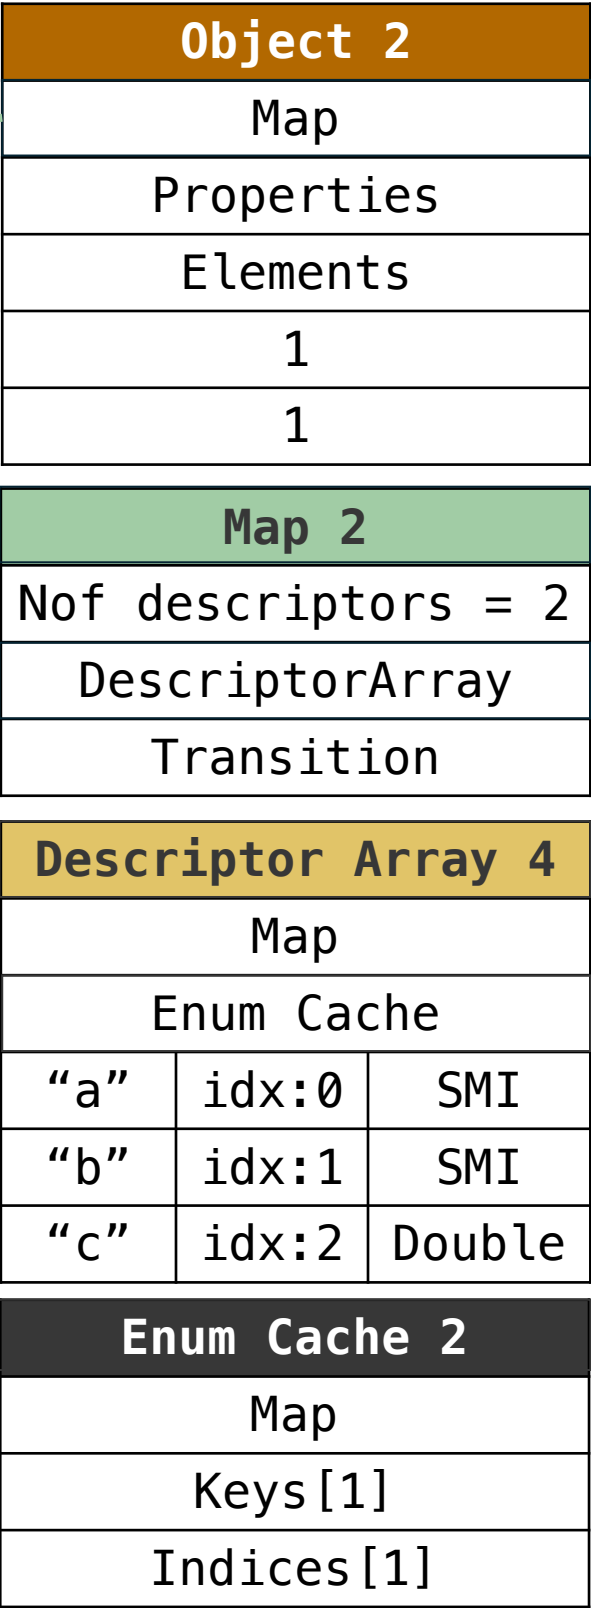 Object 2
Map
Properties
Elements
1
1
Map 2
Nof descriptors = 2
DescriptorArray
Transition
Descriptor Array 4
Map
Enum Cache
“a” idx:0 SMI
“b” idx:1 SMI
“c” idx:2 Double
Enum Cache 2
Map
Keys[1]
Indices[1]